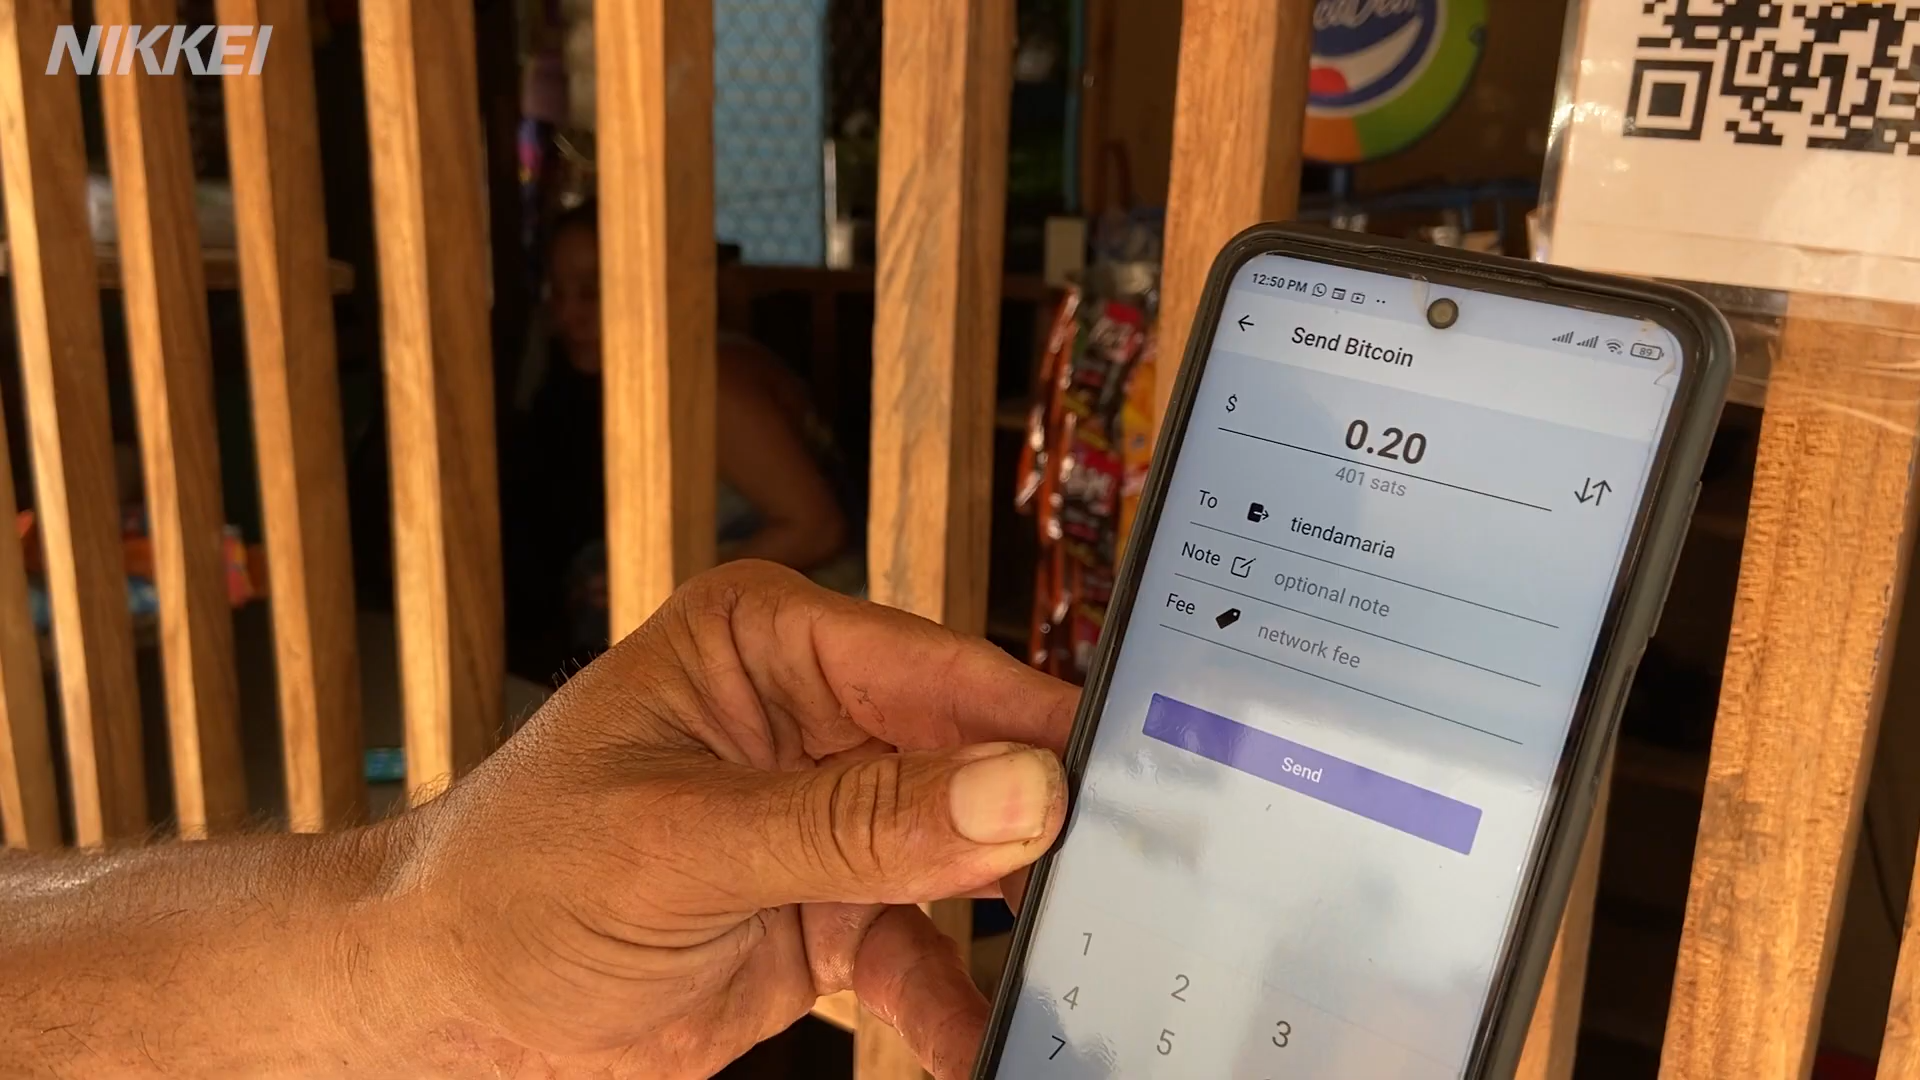 NIKKEI
12:50 PM
89
Send Bitcoin
$ 0.20
401 sats
To tiendamaria
Note optional note
Fee network fee
Send
1 2 3
4 5
7